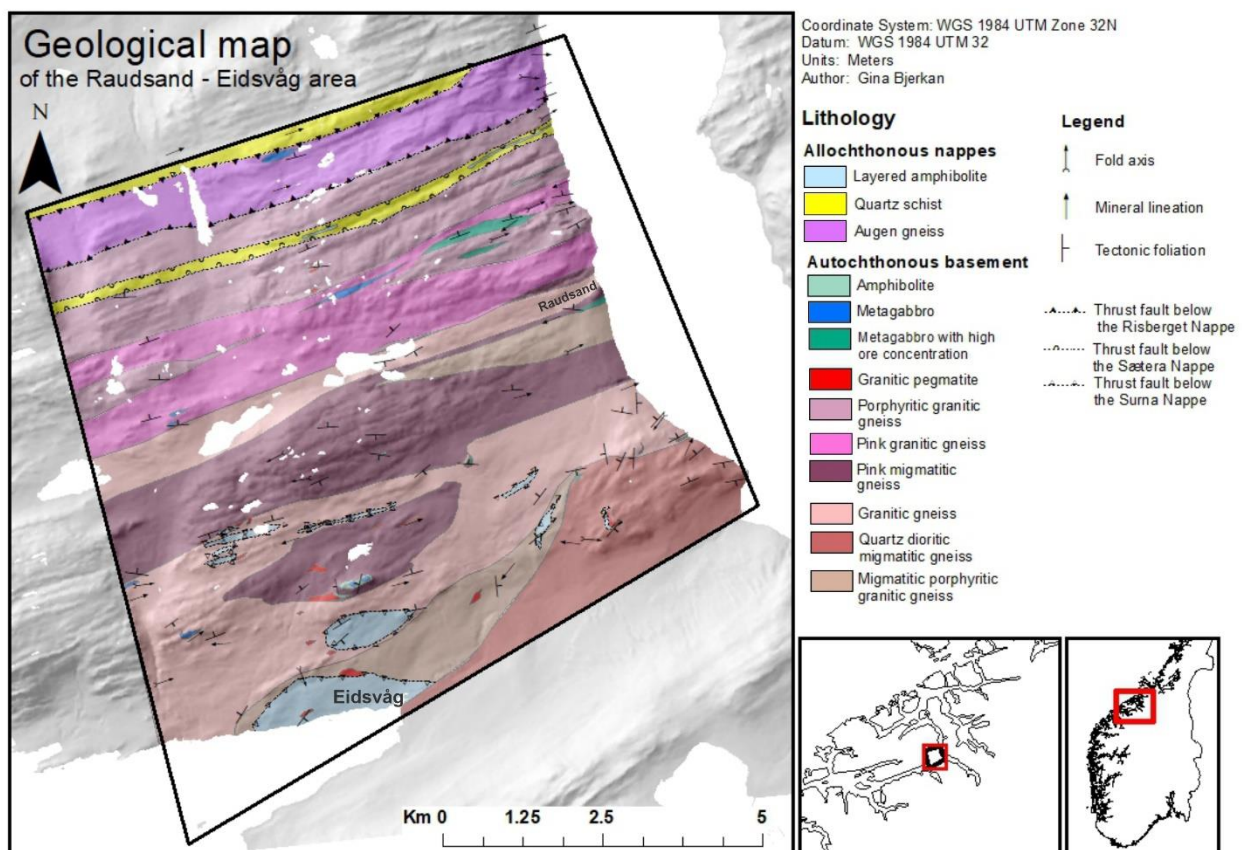 Geological map
of the Raudsand - Eidsvåg area
N
Raudsand
Eidsvåg
Km 0 1.25 2.5 5
Coordinate System: WGS 1984 UTM Zone 32N
Datum: WGS 1984 UTM 32
Units: Meters
Author: Gina Bjerkan
Lithology
Allochthonous nappes
Layered amphibolite
Quartz schist
Augen gneiss
Autochthonous basement
Amphibolite
Metagabbro
Metagabbro with high
ore concentration
Granitic pegmatite
Porphyritic granitic
gneiss
Pink granitic gneiss
Pink migmatitic
gneiss
Granitic gneiss
Quartz dioritic
migmatitic gneiss
Migmatitic porphyritic
granitic gneiss
Legend
Fold axis
Mineral lineation
Tectonic foliation
Thrust fault below
the Risberget Nappe
Thrust fault below
the Sætera Nappe
Thrust fault below
the Surna Nappe